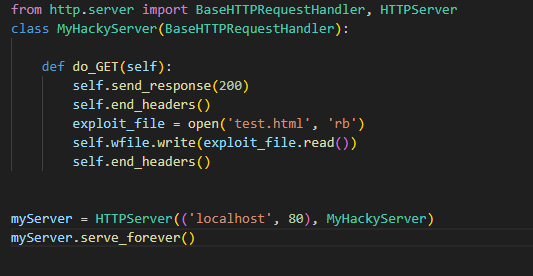 from http.server import BaseHTTPRequestHandler, HTTPServer
class MyHackyServer(BaseHTTPRequestHandler):
    def do_GET(self):
        self.send_response(200)
        self.end_headers()
        exploit_file = open('test.html', 'rb')
        self.wfile.write(exploit_file.read())
        self.end_headers()
myServer = HTTPServer(('localhost', 80), MyHackyServer)
myServer.serve_forever()